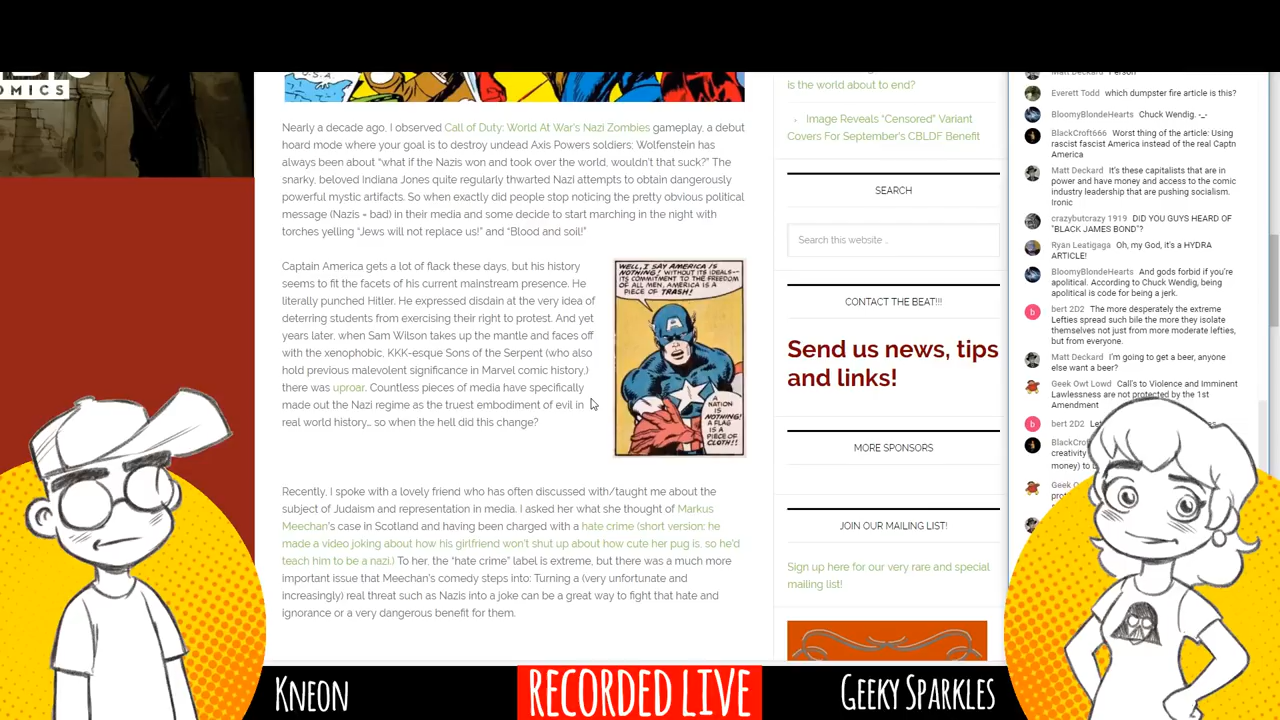 OMICS
U.S.A
Nearly a decade ago, I observed Call of Duty: World At War's Nazi Zombies gameplay, a debut
hoard mode where your goal is to destroy undead Axis Powers soldiers; Wolfenstein has
always been about "what if the Nazis won and took over the world, wouldn't that suck?" The
snarky, beloved Indiana Jones quite regularly thwarted Nazi attempts to obtain dangerously
powerful mystic artifacts. So when exactly did people stop noticing the pretty obvious political
message (Nazis = bad) in their media and some decide to start marching in the night with
torches yelling "Jews will not replace us!" and "Blood and soil!"
Captain America gets a lot of flack these days, but his history
seems to fit the facets of his current mainstream presence. He
literally punched Hitler. He expressed disdain at the very idea of
deterring students from exercising their right to protest. And yet
years later, when Sam Wilson takes up the mantle and faces off
with the xenophobic, KKK-esque Sons of the Serpent (who also
hold previous malevolent significance in Marvel comic history.)
there was uproar. Countless pieces of media have specifically
made out the Nazi regime as the truest embodiment of evil in
real world history… so when the hell did this change?
WELL, I SAY AMERICA IS
NOTHING! WITHOUT ITS IDEALS--
ITS COMMITMENT TO THE FREEDOM
OF ALL MEN, AMERICA IS A
PIECE OF TRASH!
A
NATION
IS
NOTHING!
A FLAG
IS A
PIECE OF
CLOTH!!
Recently, I spoke with a lovely friend who has often discussed with/taught me about the
subject of Judaism and representation in media. I asked her what she thought of Markus
Meechan's case in Scotland and having been charged with a hate crime (short version: he
made a video joking about how his girlfriend won't shut up about how cute her pug is, so he'd
teach him to be a nazi.) To her, the "hate crime" label is extreme, but there was a much more
important issue that Meechan's comedy steps into: Turning a (very unfortunate and
increasingly) real threat such as Nazis into a joke can be a great way to fight that hate and
ignorance or a very dangerous benefit for them.
is the world about to end?
Image Reveals "Censored" Variant
Covers For September's CBLDF Benefit
SEARCH
Search this website ..
CONTACT THE BEAT!!!
Send us news, tips
and links!
MORE SPONSORS
JOIN OUR MAILING LIST!
Sign up here for our very rare and special
mailing list!
Matt Deckard Person
Everett Todd which dumpster fire article is this?
BloomyBlondeHearts Chuck Wendig. -_-
BlackCroft666 Worst thing of the article: Using
rascist fascist America instead of the real Captn
America
Matt Deckard It's these capitalists that are in
power and have money and access to the comic
industry leadership that are pushing socialism.
Ironic
crazybutcrazy 1919 DID YOU GUYS HEARD OF
"BLACK JAMES BOND"?
Ryan Leatigaga Oh, my God, it's a HYDRA
ARTICLE!
BloomyBlondeHearts And gods forbid if you're
apolitical. According to Chuck Wendig, being
apolitical is code for being a jerk.
b bert 2D2 The more desperately the extreme
Lefties spread such bile the more they isolate
themselves not just from more moderate lefties,
but from everyone.
Matt Deckard I'm going to get a beer, anyone
else want a beer?
Geek Owt Lowd Call's to Violence and Imminent
Lawlessness are not protected by the 1st
Amendment
b bert 2D2
BlackCrof
creativity
money) to
Geek O
Kneon
RECORDED LIVE
Geeky Sparkles